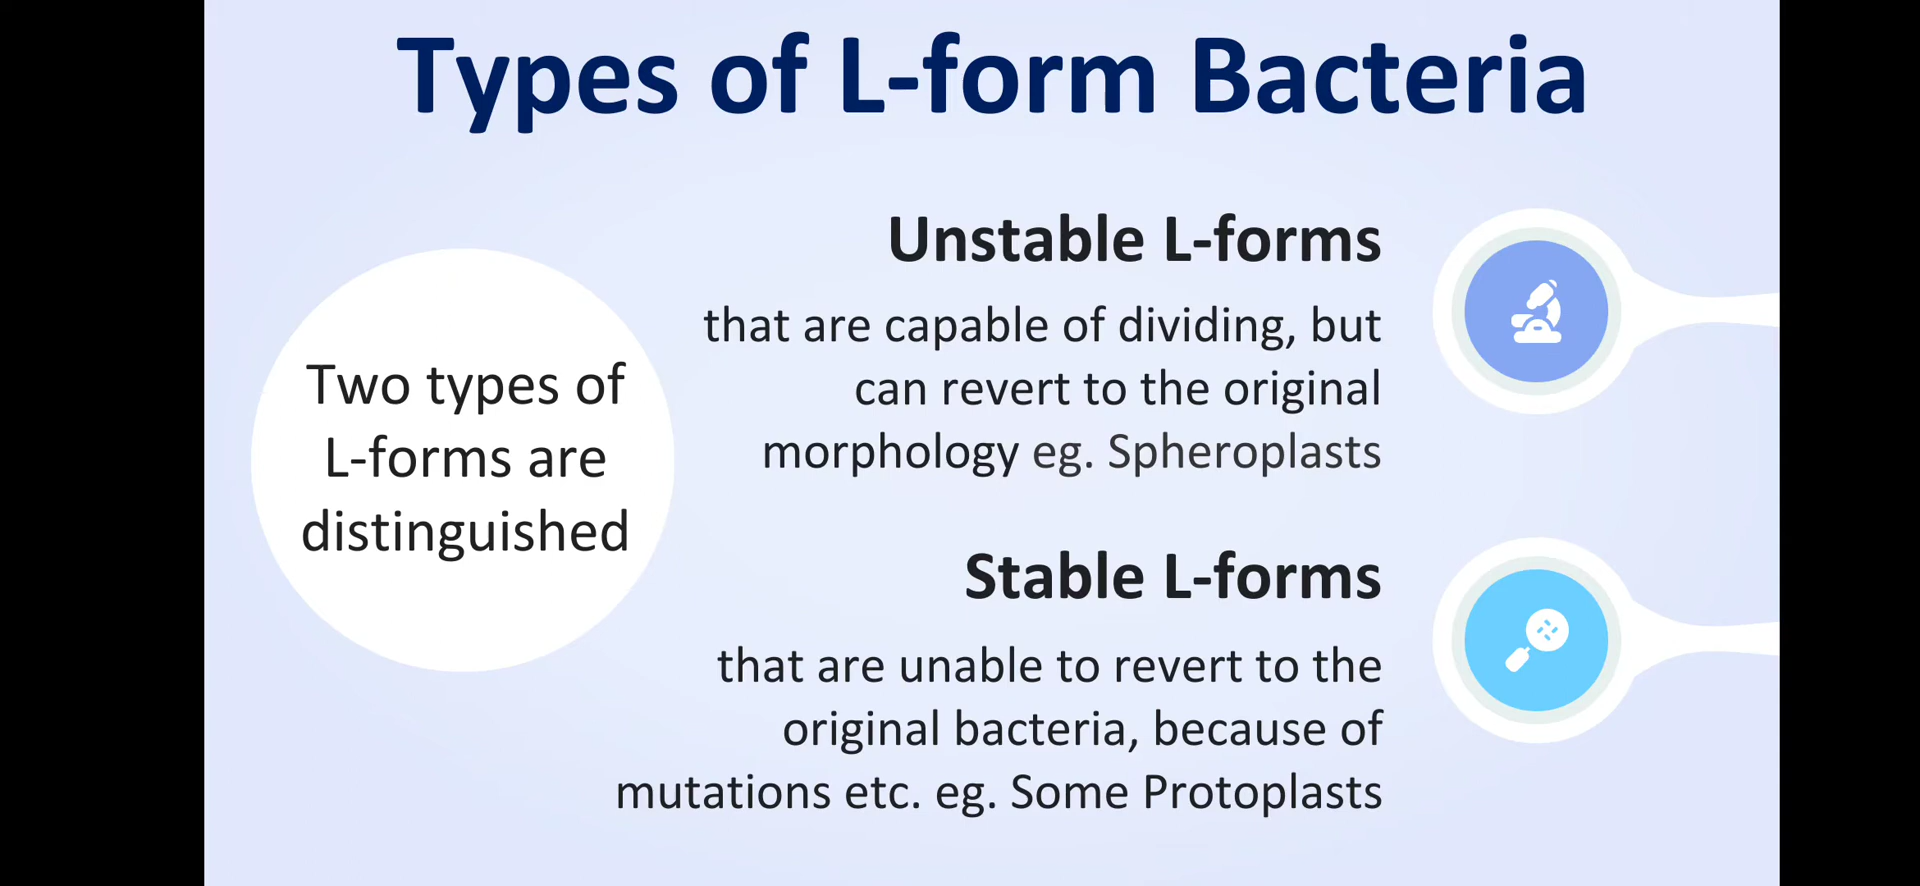 Types of L-form Bacteria
Two types of
L-forms are
distinguished
Unstable L-forms
that are capable of dividing, but
can revert to the original
morphology eg. Spheroplasts
Stable L-forms
that are unable to revert to the
original bacteria, because of
mutations etc. eg. Some Protoplasts